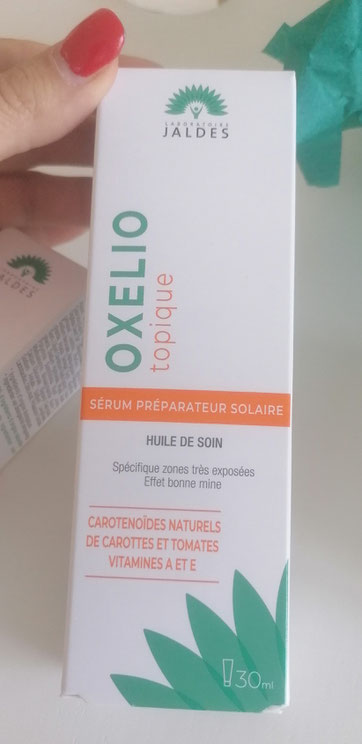 LABORATOIRE
JALDES
OXELIO
topique
SÉRUM PRÉPARATEUR SOLAIRE
HUILE DE SOIN
Spécifique zones très exposées
Effet bonne mine
CAROTENOÏDES NATURELS
DE CAROTTES ET TOMATES
VITAMINES A ET E
30ml
JALDES